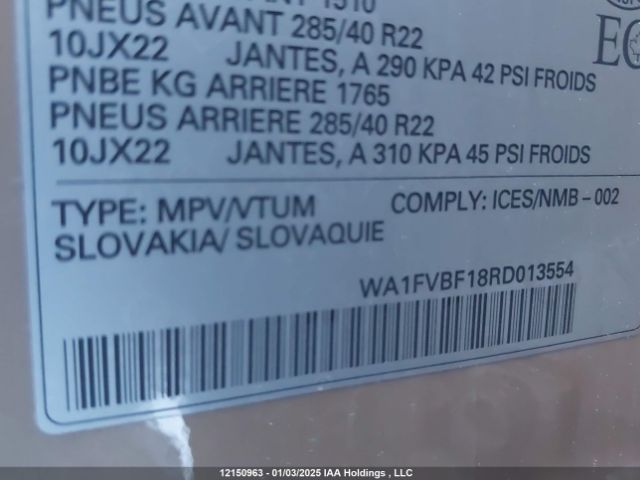 PNEUS AVANT 285/40 R22
10JX22 JANTES, A 290 KPA 42 PSI FROIDS
PNBE KG ARRIERE 1765
PNEUS ARRIERE 285/40 R22
10JX22 JANTES, A 310 KPA 45 PSI FROIDS
TYPE: MPV/VTUM COMPLY: ICES/NMB - 002
SLOVAKIA/ SLOVAQUIE
WA1FVBF18RD013554
12150963 - 01/03/2025 IAA Holdings , LLC